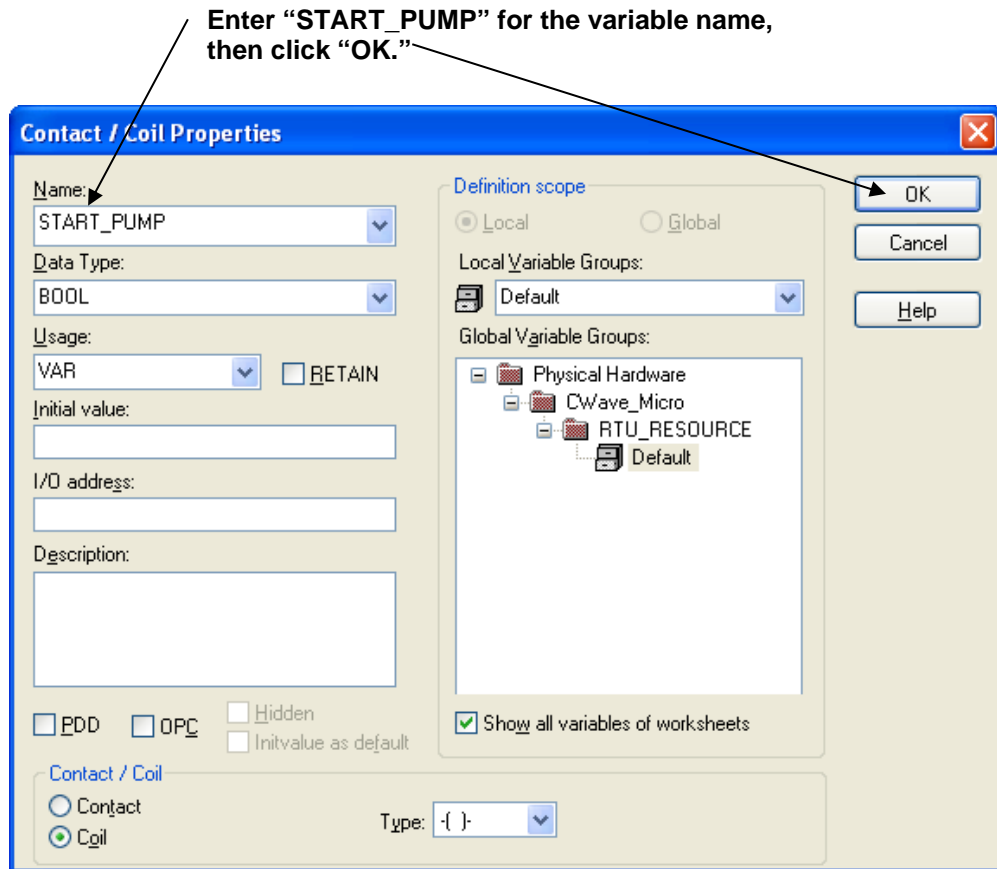 Enter “START_PUMP” for the variable name,
then click “OK.”
Contact / Coil Properties
Name:
START_PUMP
Data Type:
BOOL
Usage:
VAR
RETAIN
Initial value:
I/O address:
Description:
PDD
OPC
Hidden
Initvalue as default
Definition scope
Local
Global
Local Variable Groups:
Default
Global Variable Groups:
Physical Hardware
CWave_Micro
RTU_RESOURCE
Default
Show all variables of worksheets
OK
Cancel
Help
Contact / Coil
Contact
Coil
Type:
-( )-